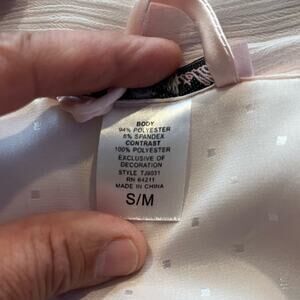 BODY
94% POLYESTER
6% SPANDEX
CONTRAST
100% POLYESTER
EXCLUSIVE OF
DECORATION
STYLE TJ9031
RN 64211
MADE IN CHINA
S/M